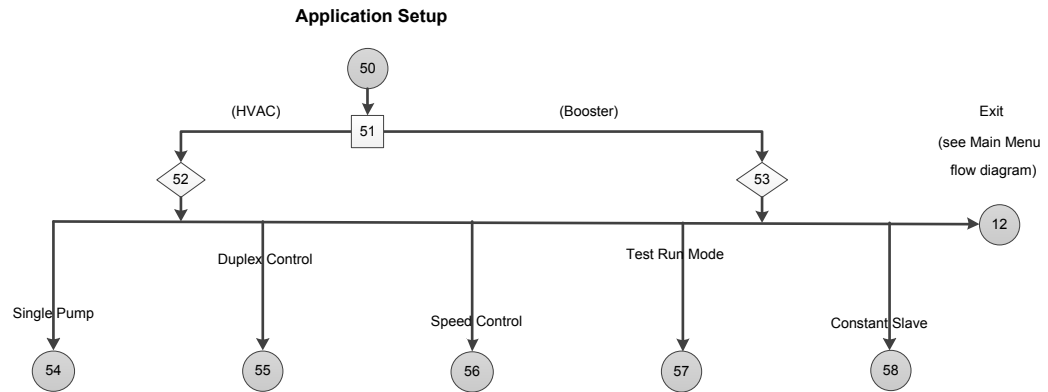 Application Setup
50
(HVAC)
(Booster)
Exit
51
(see Main Menu
flow diagram)
52
53
12
Duplex Control
Test Run Mode
Single Pump
Speed Control
Constant Slave
54
55
56
57
58